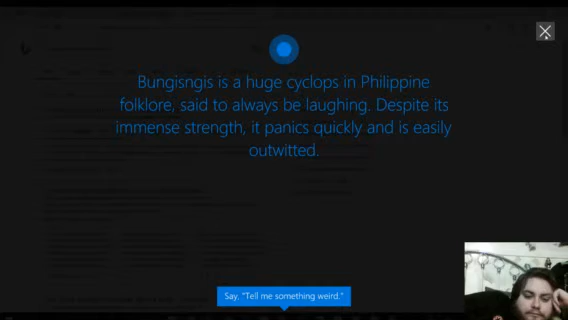 Bungisngis is a huge cyclops in Philippine
folklore, said to always be laughing. Despite its
immense strength, it panics quickly and is easily
outwitted.
Say, "Tell me something weird."